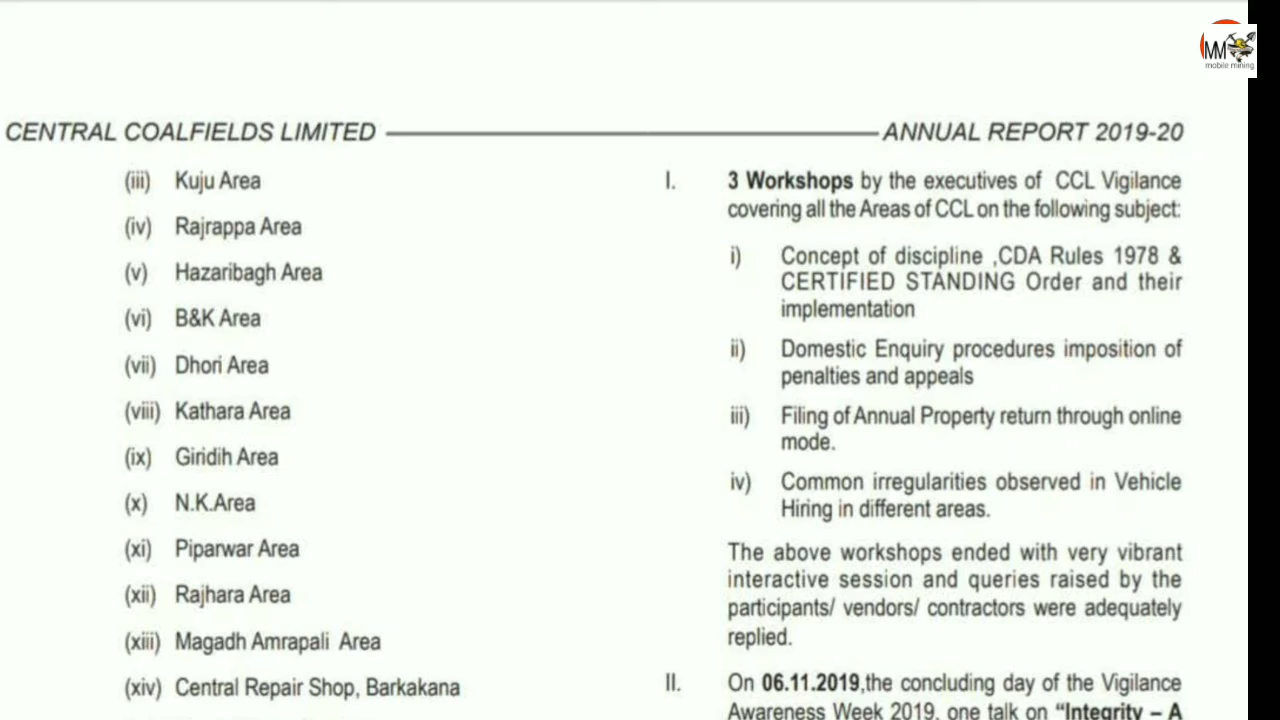 MM
mobile mining
CENTRAL COALFIELDS LIMITED
ANNUAL REPORT 2019-20
(iii) Kuju Area
(iv) Rajrappa Area
(v) Hazaribagh Area
(vi) B&K Area
(vii) Dhori Area
(viii) Kathara Area
(ix) Giridih Area
(x) N.K.Area
(xi) Piparwar Area
(xii) Rajhara Area
(xiii) Magadh Amrapali Area
(xiv) Central Repair Shop, Barkakana
I. 3 Workshops by the executives of CCL Vigilance
covering all the Areas of CCL on the following subject:
i) Concept of discipline ,CDA Rules 1978 &
CERTIFIED STANDING Order and their
implementation
ii) Domestic Enquiry procedures imposition of
penalties and appeals
iii) Filing of Annual Property return through online
mode.
iv) Common irregularities observed in Vehicle
Hiring in different areas.
The above workshops ended with very vibrant
interactive session and queries raised by the
participants/ vendors/ contractors were adequately
replied.
II. On 06.11.2019,the concluding day of the Vigilance
Awareness Week 2019, one talk on “Integrity – A